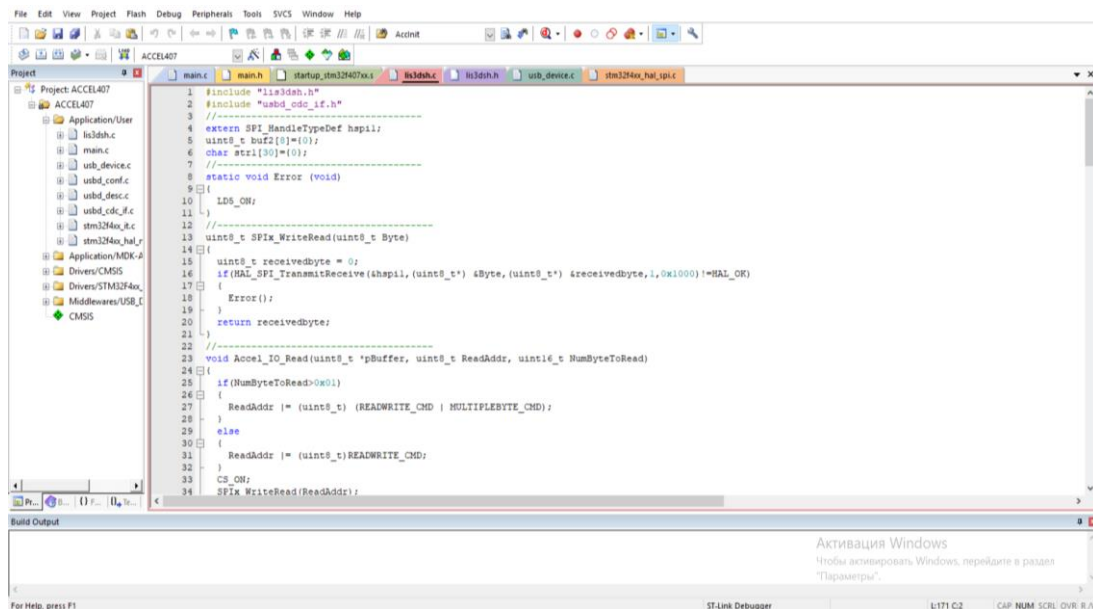 File Edit View Project Flash Debug Peripherals Tools SVCS Window Help
AccInit
ACCEL407
Project
main.c main.h startup_stm32f407xx.s lis3dsh.c lis3dsh.h usb_device.c stm32f4xx_hal_spi.c
Project: ACCEL407
ACCEL407
Application/User
lis3dsh.c
main.c
usb_device.c
usbd_conf.c
usbd_desc.c
usbd_cdc_if.c
stm32f4xx_it.c
stm32f4xx_hal_r
Application/MDK-A
Drivers/CMSIS
Drivers/STM32F4xx_
Middlewares/USB_D
CMSIS
1 #include "lis3dsh.h"
2 #include "usbd_cdc_if.h"
3 //-----------------------------------
4 extern SPI_HandleTypeDef hspi1;
5 uint8_t buf2[8]={0};
6 char str1[30]={0};
7 //-----------------------------------
8 static void Error (void)
9 {
10 LD5_ON;
11 }
12 //-------------------------------------
13 uint8_t SPIx_WriteRead(uint8_t Byte)
14 {
15 uint8_t receivedbyte = 0;
16 if(HAL_SPI_TransmitReceive(&hspi1,(uint8_t*) &Byte,(uint8_t*) &receivedbyte,1,0x1000)!=HAL_OK)
17 {
18 Error();
19 }
20 return receivedbyte;
21 }
22 //-------------------------------------
23 void Accel_IO_Read(uint8_t *pBuffer, uint8_t ReadAddr, uint16_t NumByteToRead)
24 {
25 if(NumByteToRead>0x01)
26 {
27 ReadAddr |= (uint8_t) (READWRITE_CMD | MULTIPLEBYTE_CMD);
28 }
29 else
30 {
31 ReadAddr |= (uint8_t)READWRITE_CMD;
32 }
33 CS_ON;
34 SPIx_WriteRead(ReadAddr);
Pr... B... {} F... 0 Te...
Build Output
Активация Windows
Чтобы активировать Windows, перейдите в раздел
"Параметры".
For Help, press F1 ST-Link Debugger L:171 C:2 CAP NUM SCRL OVR R